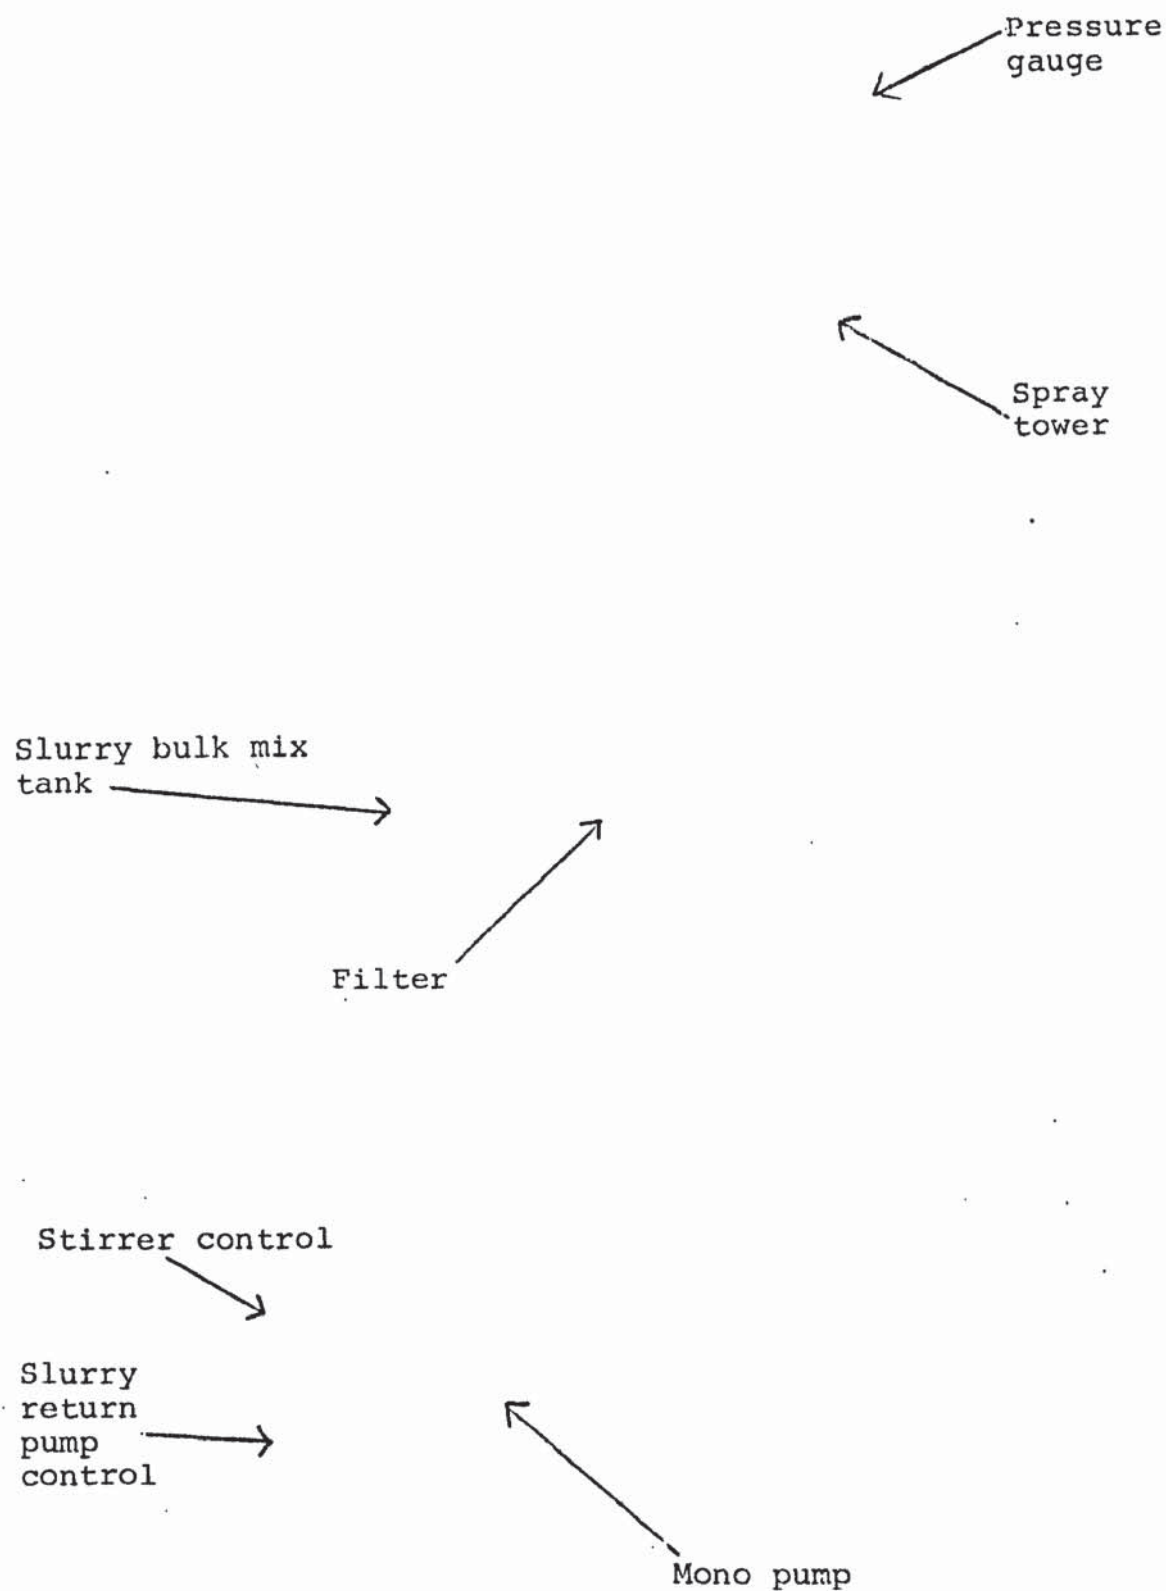 Pressure
gauge
Spray
tower
Slurry bulk mix
tank
Filter
Stirrer control
Slurry
return
pump
control
Mono pump